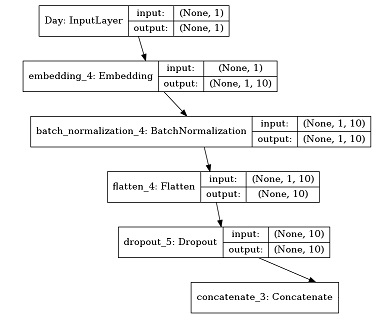 Day: InputLayer input: (None, 1)
output: (None, 1)
embedding_4: Embedding input: (None, 1)
output: (None, 1, 10)
batch_normalization_4: BatchNormalization input: (None, 1, 10)
output: (None, 1, 10)
flatten_4: Flatten input: (None, 1, 10)
output: (None, 10)
dropout_5: Dropout input: (None, 10)
output: (None, 10)
concatenate_3: Concatenate